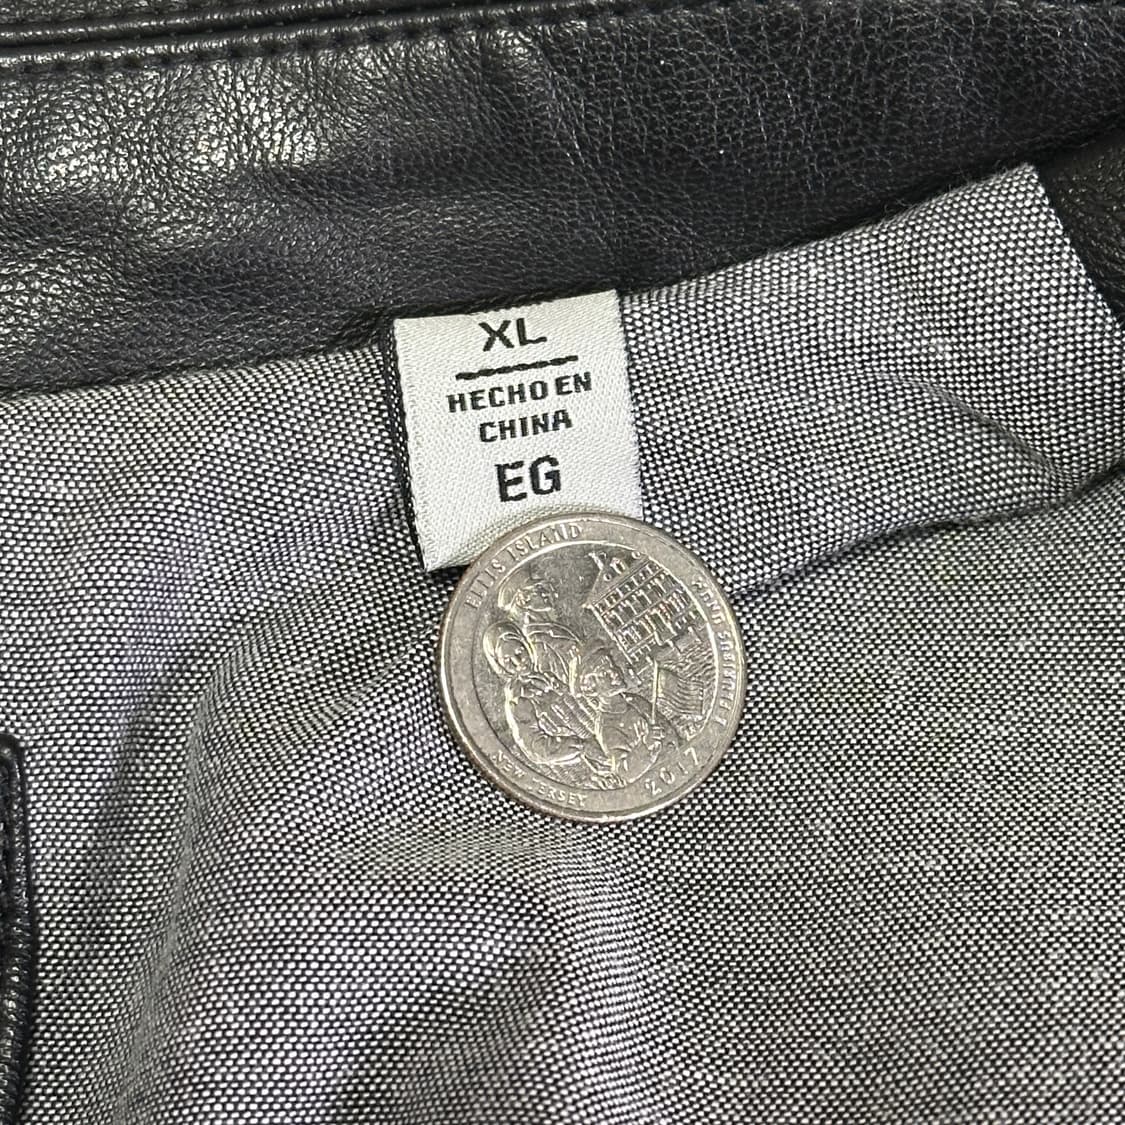 XL
HECHO EN
CHINA
EG
ELLIS ISLAND
NEW JERSEY
2017